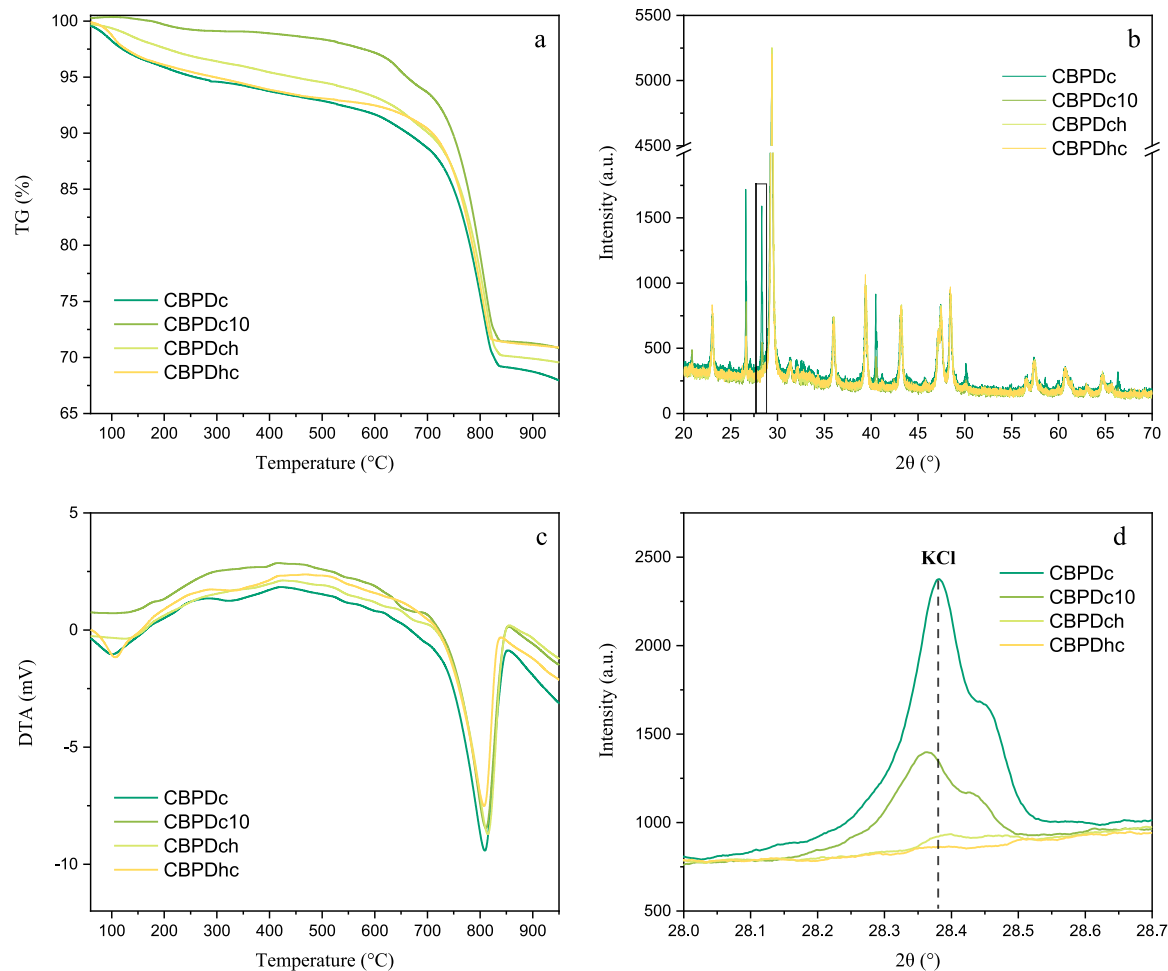 a
100
95
90
85
80
75
70
65
TG (%)
CBPDc
CBPDc10
CBPDch
CBPDhc
100 200 300 400 500 600 700 800 900
Temperature (°C)
b
5500
5000
4500
1500
1000
500
0
Intensity (a.u.)
CBPDc
CBPDc10
CBPDch
CBPDhc
20 25 30 35 40 45 50 55 60 65 70
2θ (°)
c
5
0
-5
-10
DTA (mV)
CBPDc
CBPDc10
CBPDch
CBPDhc
100 200 300 400 500 600 700 800 900
Temperature (°C)
d
2500
2000
1500
1000
500
Intensity (a.u.)
KCl
CBPDc
CBPDc10
CBPDch
CBPDhc
28.0 28.1 28.2 28.3 28.4 28.5 28.6 28.7
2θ (°)